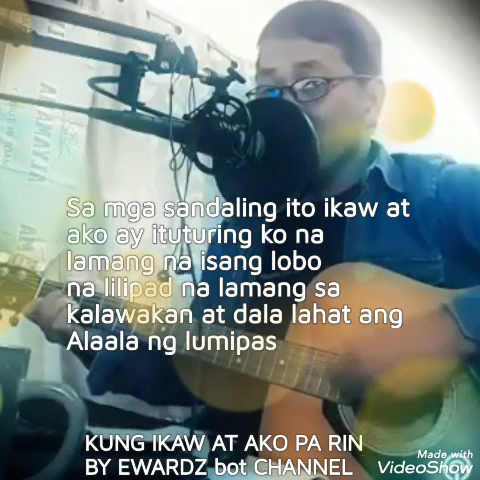 ALAMAYJA
Sa mga sandaling ito ikaw at
ako ay ituturing ko na
lamang na isang lobo
na lilipad na lamang sa
kalawakan at dala lahat ang
Alaala ng lumipas
KUNG IKAW AT AKO PA RIN
BY EWARDZ bot CHANNEL
Made with
VideoShow